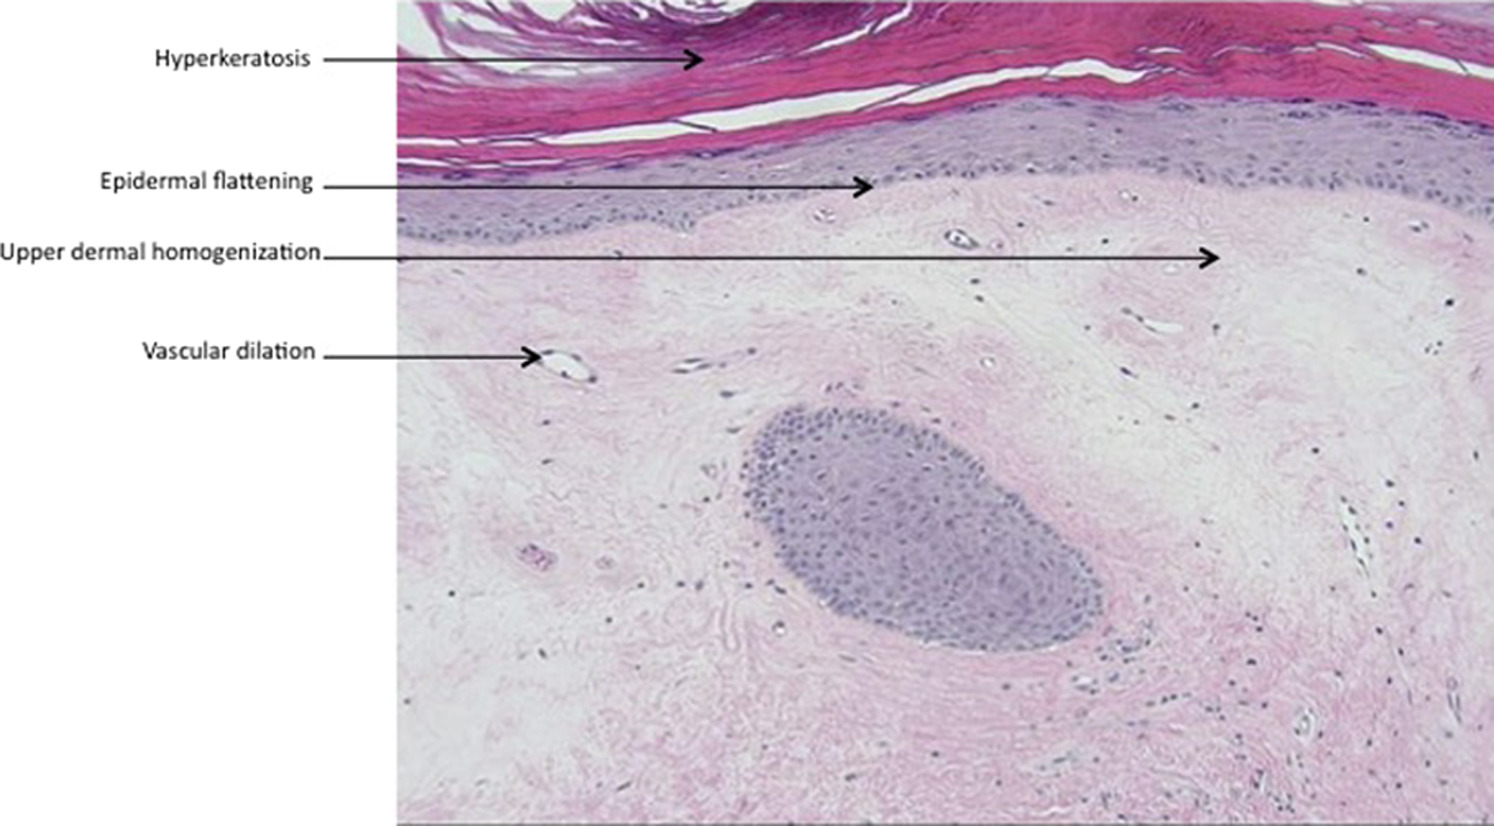 Hyperkeratosis
Epidermal flattening
Upper dermal homogenization
Vascular dilation